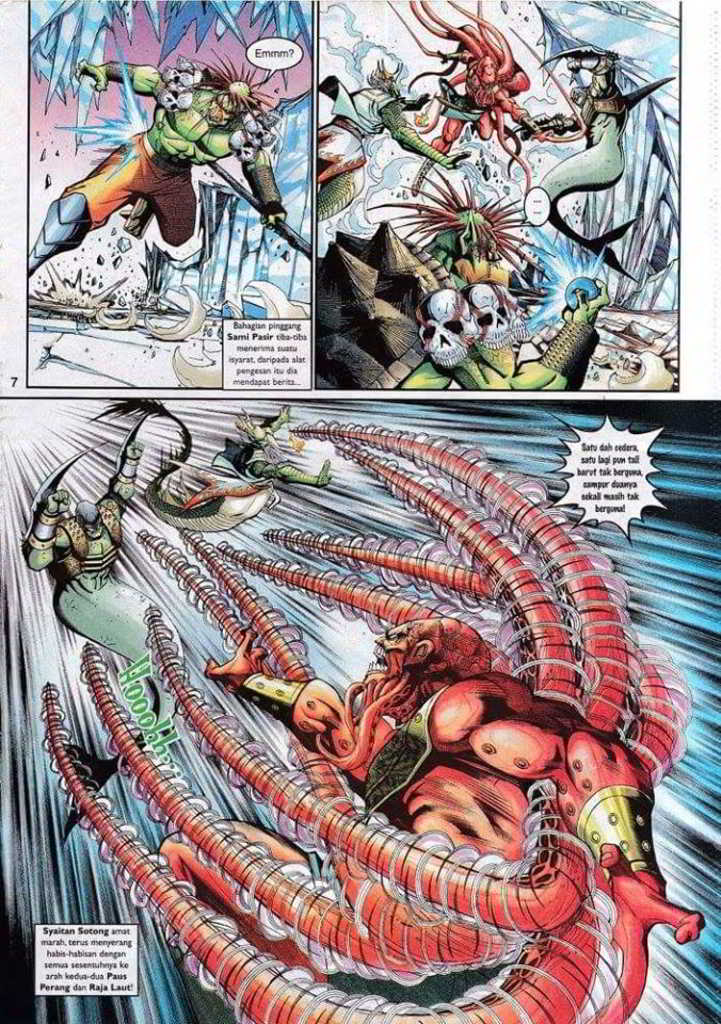 Emmm?
Bahagian pinggang
Sami Pasir tiba-tiba
menerima suatu
isyarat, daripada alat
pengesan itu dia
mendapat berita...
...
7
Satu dah cedera,
satu lagi pun tali
barut tak berguna,
campur duanya
sekali masih tak
berguna!
Hoooohh...
Syaitan Sotong amat
marah, terus menyerang
habis-habisan dengan
semua sesentuhnya ke
arah kedua-dua Paus
Perang dan Raja Laut!